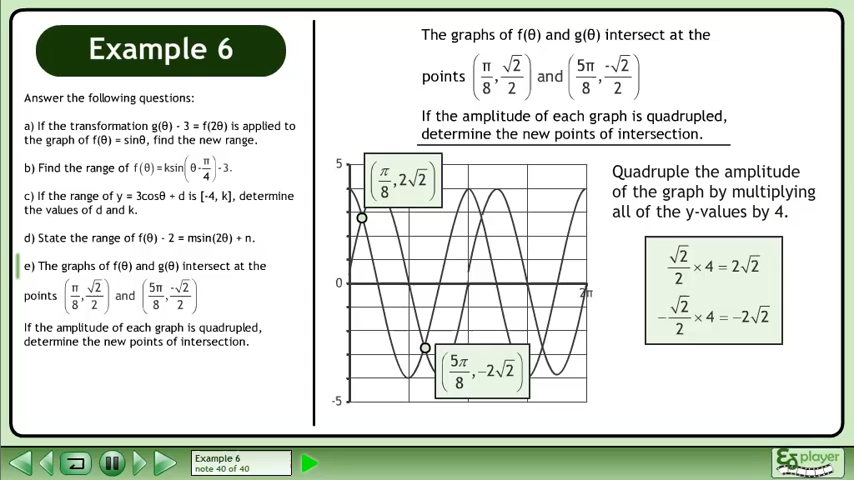 Example 6
Answer the following questions:
a) If the transformation g(θ) - 3 = f(2θ) is applied to
the graph of f(θ) = sinθ, find the new range.
b) Find the range of f(θ)=ksin(θ-π/4)-3.
c) If the range of y = 3cosθ + d is [-4, k], determine
the values of d and k.
d) State the range of f(θ) - 2 = msin(2θ) + n.
e) The graphs of f(θ) and g(θ) intersect at the
points (π/8, √2/2) and (5π/8, -√2/2)
If the amplitude of each graph is quadrupled,
determine the new points of intersection.
The graphs of f(θ) and g(θ) intersect at the
points (π/8, √2/2) and (5π/8, -√2/2)
If the amplitude of each graph is quadrupled,
determine the new points of intersection.
5
(π/8, 2√2)
0
2π
(5π/8, -2√2)
-5
Quadruple the amplitude
of the graph by multiplying
all of the y-values by 4.
√2/2 × 4 = 2√2
-√2/2 × 4 = -2√2
Example 6
note 40 of 40
player